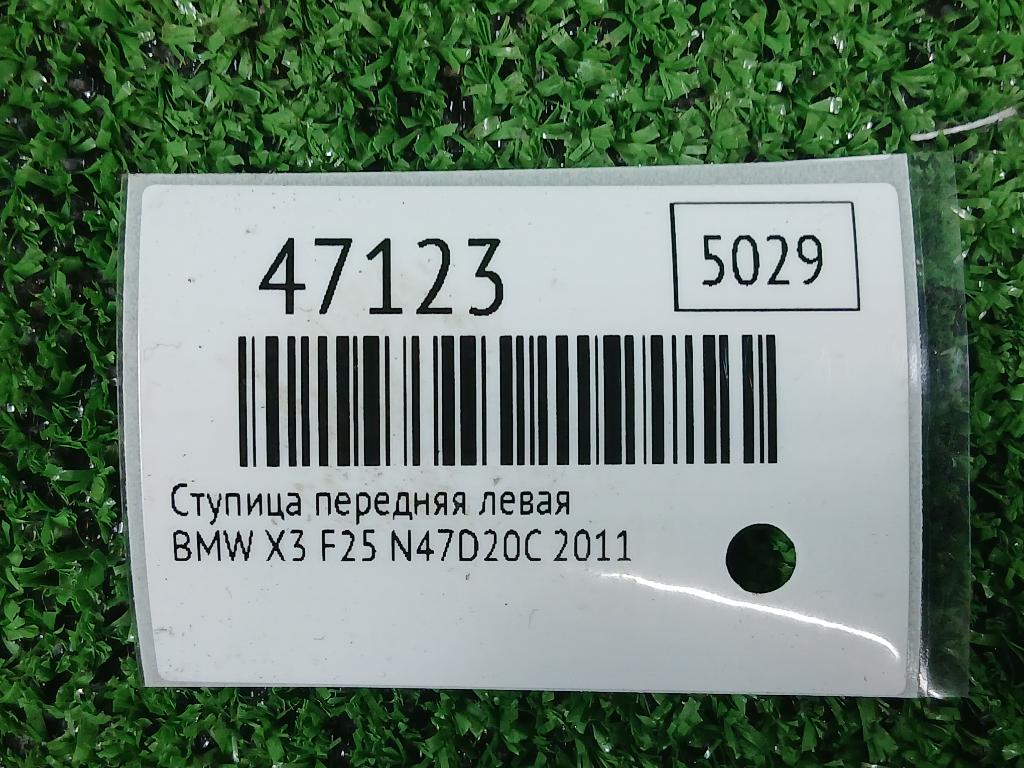 47123
5029
Ступица передняя левая
BMW X3 F25 N47D20C 2011